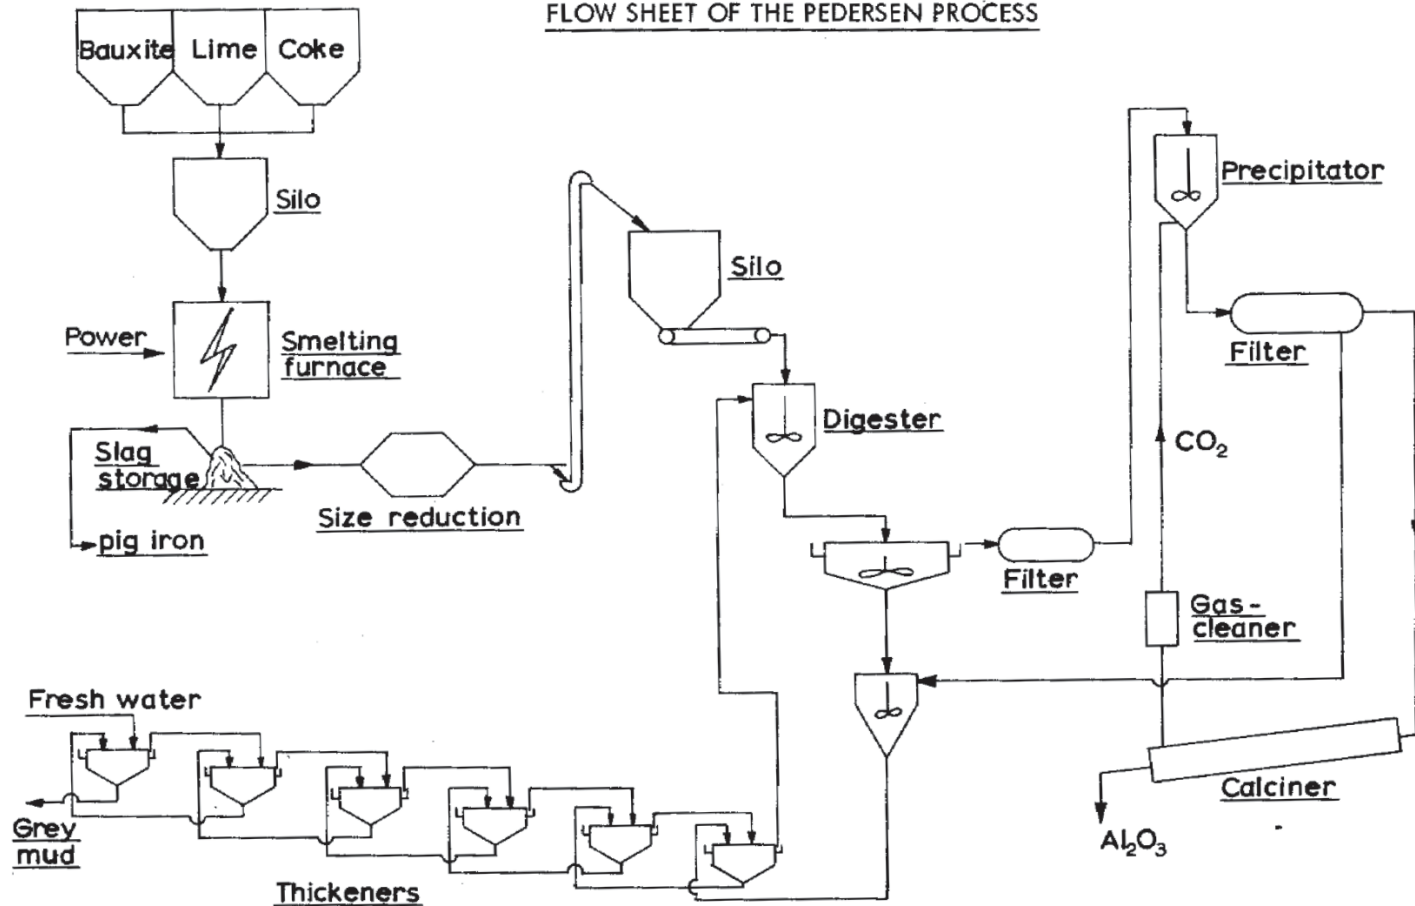 FLOW SHEET OF THE PEDERSEN PROCESS
Bauxite
Lime
Coke
Silo
Power
Smelting
furnace
Slag
storage
pig iron
Size reduction
Silo
Digester
Filter
Precipitator
Filter
CO₂
Gas-
cleaner
Calciner
Al₂O₃
Fresh water
Grey
mud
Thickeners